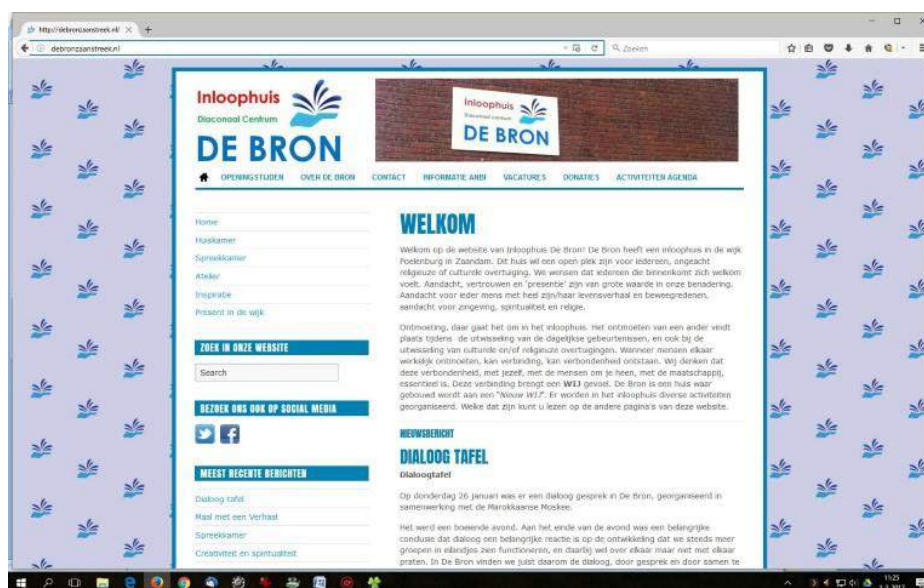 http://debronzaanstreek.nl/
debronzaanstreek.nl
Zoeken
Inloophuis
Diaconaal Centrum
DE BRON
Inloophuis
Diaconaal Centrum
DE BRON
OPENINGSTIJDEN OVER DE BRON CONTACT INFORMATIE ANBI VACATURES DONATIES ACTIVITEITEN AGENDA
Home
Huiskamer
Spreekkamer
Atelier
Inspiratie
Present in de wijk
ZOEK IN ONZE WEBSITE
Search
BEZOEK ONS OOK OP SOCIAL MEDIA
MEEST RECENTE BERICHTEN
Dialoog tafel
Maal met een Verhaal
Spreekkamer
Creativiteit en spiritualiteit
WELKOM
Welkom op de website van Inloophuis De Bron! De Bron heeft een inloophuis in de wijk
Poelenburg in Zaandam. Dit huis wil een open plek zijn voor iedereen, ongeacht
religieuze of culturele overtuiging. We wensen dat iedereen die binnenkomt zich welkom
voelt. Aandacht, vertrouwen en 'presentie' zijn van grote waarde in onze benadering.
Aandacht voor ieder mens met heel zijn/haar levensverhaal en beweegredenen,
aandacht voor zingeving, spiritualiteit en religie.
Ontmoeting, daar gaat het om in het inloophuis. Het ontmoeten van een ander vindt
plaats tijdens de uitwisseling van de dagelijkse gebeurtenissen, en ook bij de
uitwisseling van culturele en/of religieuze overtuigingen. Wanneer mensen elkaar
werkelijk ontmoeten, kan verbinding, kan verbondenheid ontstaan. Wij denken dat
deze verbondenheid, met jezelf, met de mensen om je heen, met de maatschappij,
essentieel is. Deze verbinding brengt een WIJ gevoel. De Bron is een huis waar
gebouwd wordt aan een "Nieuw WIJ". Er worden in het inloophuis diverse activiteiten
georganiseerd. Welke dat zijn kunt u lezen op de andere pagina's van deze website.
NIEUWSBERICHT
DIALOOG TAFEL
Dialoogtafel
Op donderdag 26 januari was er een dialoog gesprek in De Bron, georganiseerd in
samenwerking met de Marokkaanse Moskee.
Het werd een boeiende avond. Aan het einde van de avond was een belangrijke
conclusie dat dialoog een belangrijke reactie is op de ontwikkeling dat we steeds meer
groepen in eilandjes zien functioneren, en daarbij wel over elkaar maar niet met elkaar
praten. In De Bron vinden we juist daarom de dialoog, door gesprek en door samen te
11:25